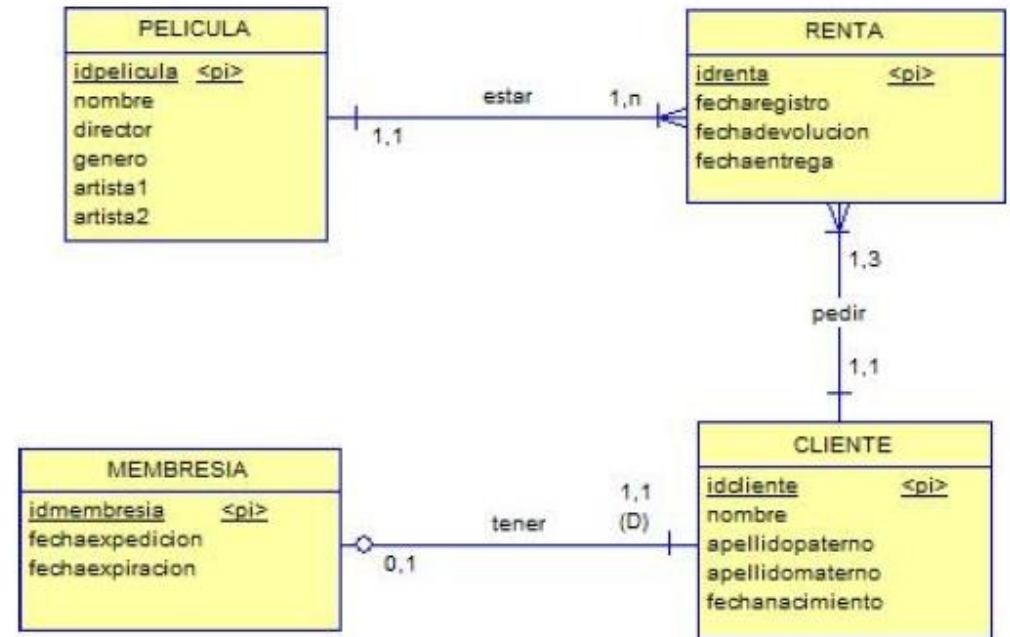 PELICULA
idpelicula <pi>
nombre
director
genero
artista1
artista2
estar
1,1
1,n
RENTA
idrenta <pi>
fecharegistro
fechadevolucion
fechaentrega
1,3
pedir
1,1
MEMBRESIA
idmembresia <pi>
fechaexpedicion
fechaexpiracion
0,1
tener
1,1
(D)
CLIENTE
idcliente <pi>
nombre
apellidopaterno
apellidomaterno
fechanacimiento